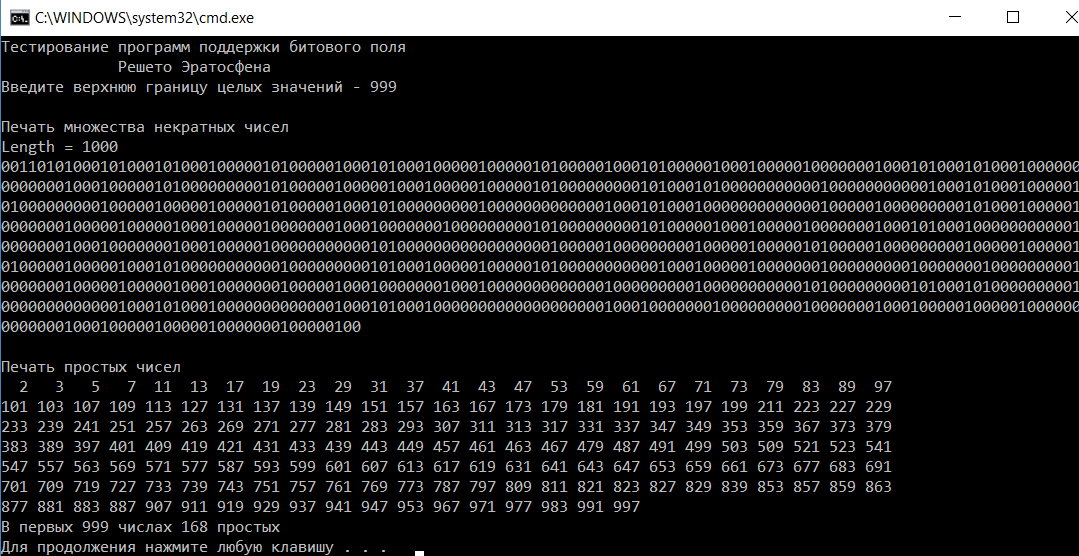 C:\WINDOWS\system32\cmd.exe
Тестирование программ поддержки битового поля
Решето Эратосфена
Введите верхнюю границу целых значений - 999
Печать множества некратных чисел
Length = 1000
001101010001010001010001000001010000010001010001000001000001010000010001010000010001000001000000010001010001010001000000
000000010001000001010000000001010000010000010001000001000001010000000001010001010000000000010000000000010001010001000001
010000000001000001000001000001010000010001010000000001000000000000010001010001000000000000010000010000000001010001000001
000000010000010000010001000001000000010001000000010000000001010000000001010000010001000001000000010001010001000000000001
000000010001000000010001000001000000000001010000000000000000010000010000000100000100000101000001000000010000010001000001
010000010000010001010000000000010000000001010001000001000001010000000000010001000001000000010000000001000000010000000001
000000010000010000010001000000010000010001000000010001000000000000010000000100000000010100000000010100010100000000000001
000000000000010001010001000000000000010001010001000000000000000000010001000000010000000001000000010001000001000001000000
0000000100010000010000010000000100000100
Печать простых чисел
2 3 5 7 11 13 17 19 23 29 31 37 41 43 47 53 59 61 67 71 73 79 83 89 97
101 103 107 109 113 127 131 137 139 149 151 157 163 167 173 179 181 191 193 197 199 211 223 227 229
233 239 241 251 257 263 269 271 277 281 283 293 307 311 313 317 331 337 347 349 353 359 367 373 379
383 389 397 401 409 419 421 431 433 439 443 449 457 461 463 467 479 487 491 499 503 509 521 523 541
547 557 563 569 571 577 587 593 599 601 607 613 617 619 631 641 643 647 653 659 661 673 677 683 691
701 709 719 727 733 739 743 751 757 761 769 773 787 797 809 811 821 823 827 829 839 853 857 859 863
877 881 883 887 907 911 919 929 937 941 947 953 967 971 977 983 991 997
В первых 999 числах 168 простых
Для продолжения нажмите любую клавишу . . .